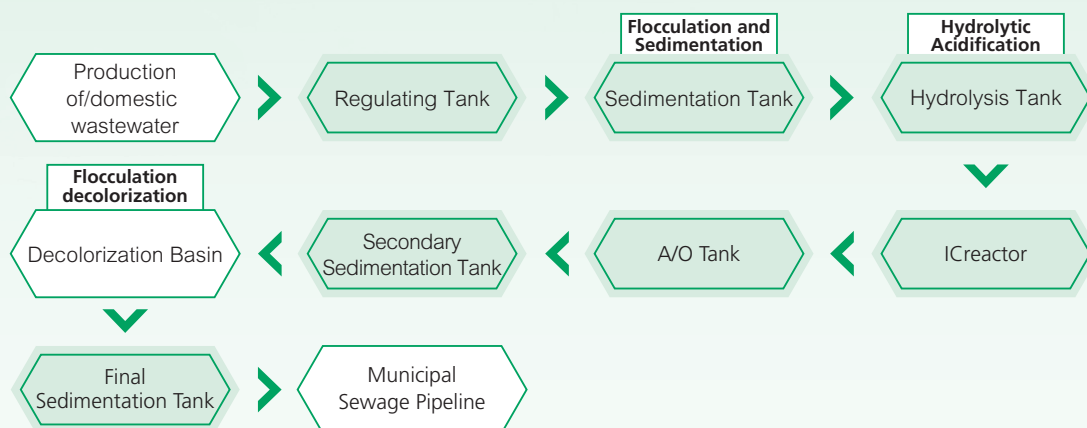 Production
of/domestic
wastewater
Regulating Tank
Flocculation and
Sedimentation
Sedimentation Tank
Hydrolytic
Acidification
Hydrolysis Tank
ICreactor
A/O Tank
Secondary
Sedimentation Tank
Flocculation
decolorization
Decolorization Basin
Final
Sedimentation Tank
Municipal
Sewage Pipeline